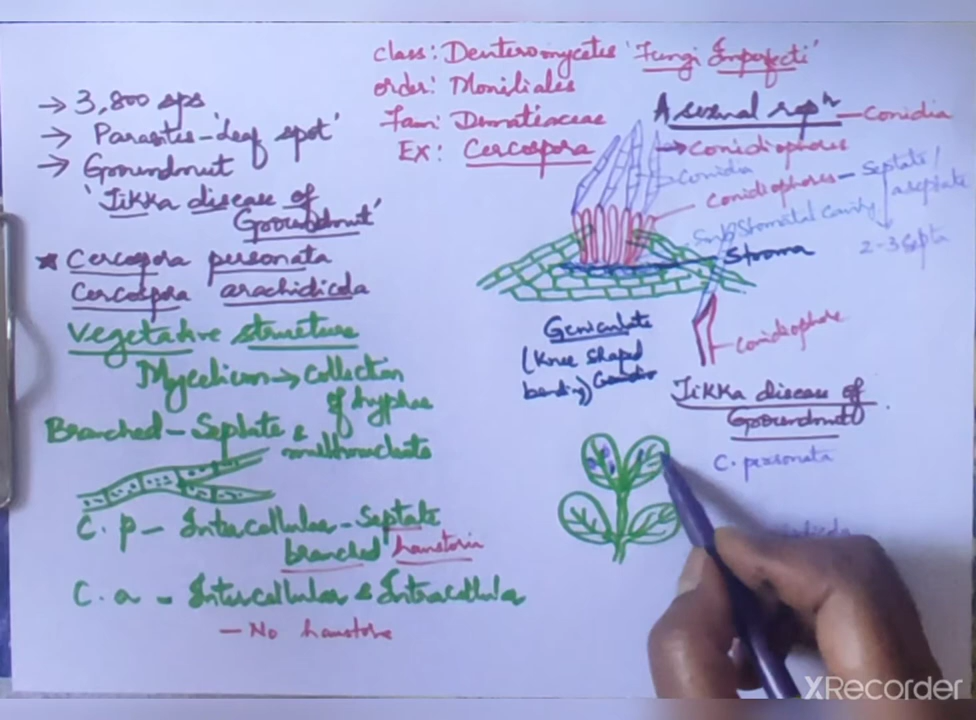 class: Deuteromycetes 'Fungi Imperfecti'
order: Moniliales
Fam: Dematiaceae
Ex: Cercospora
→ 3,800 sps
→ Parasites - 'Leaf spot'
→ Groundnut
'Tikka disease of
Groundnut'
* Cercospora personata
Cercospora arachidicola
Vegetative structure
Mycelium → collection
of hyphae
Branched - Septate &
multinucleate
C. p - Intercellular - Septate
branched haustoria
C. a - Intercellular & Intracellular
- No haustoria
Asexual repn - Conidia
→ Conidiophores
Conidia
Conidiophores - Septate /
aseptate
2-3 Septa
Stomatal cavity
Stroma
Geniculate
(Knee shaped
bending)
Conidiophore
Tikka disease of
Groundnut
C. personata
XRecorder